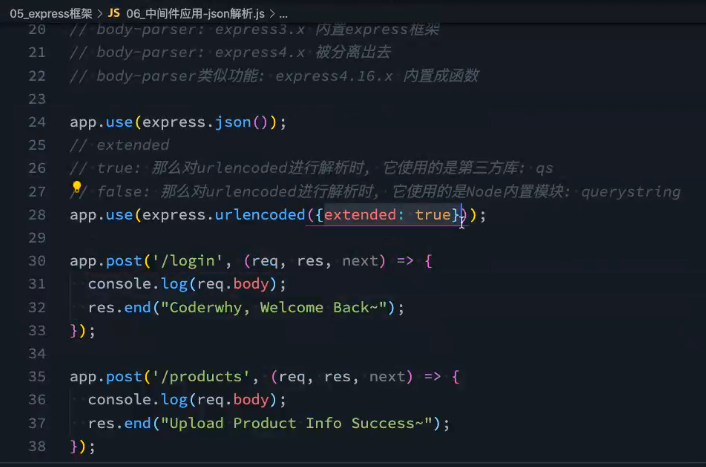 05_express框架 > JS 06_中间件应用-json解析.js > ...
20 // body-parser: express3.x 内置express框架
21 // body-parser: express4.x 被分离出去
22 // body-parser类似功能: express4.16.x 内置成函数
23
24 app.use(express.json());
25 // extended
26 // true: 那么对urlencoded进行解析时, 它使用的是第三方库: qs
27 // false: 那么对urlencoded进行解析时, 它使用的是Node内置模块: querystring
28 app.use(express.urlencoded({extended: true}));
29
30 app.post('/login', (req, res, next) => {
31 console.log(req.body);
32 res.end("Coderwhy, Welcome Back~");
33 });
34
35 app.post('/products', (req, res, next) => {
36 console.log(req.body);
37 res.end("Upload Product Info Success~");
38 });